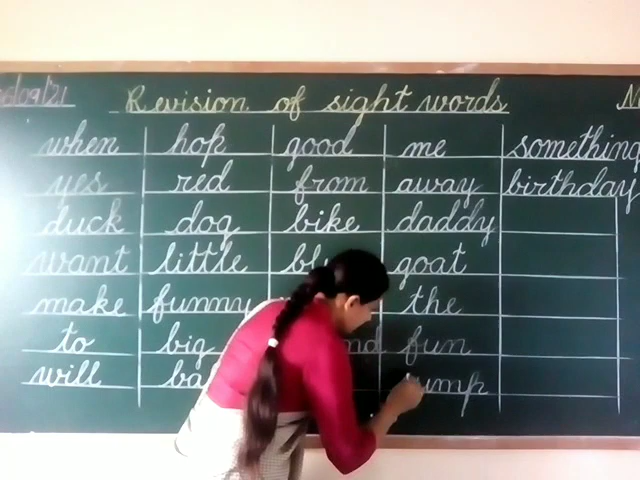 Revision of sight words
when hop good me something
yes red from away birthday
duck dog bike daddy
want little goat
make funny the
to big fun
will